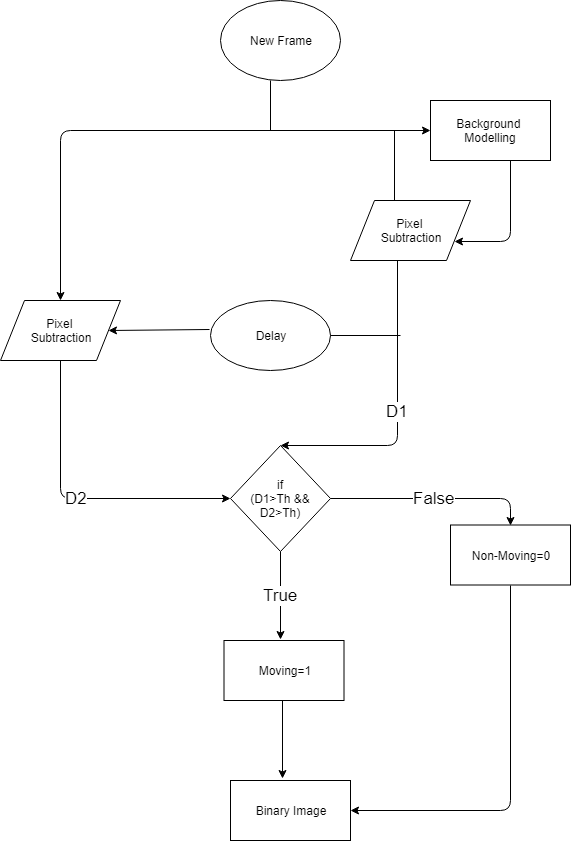 New Frame
Background
Modelling
Pixel
Subtraction
Pixel
Subtraction
Delay
D1
if
(D1>Th &&
D2>Th)
D2
False
Non-Moving=0
True
Moving=1
Binary Image